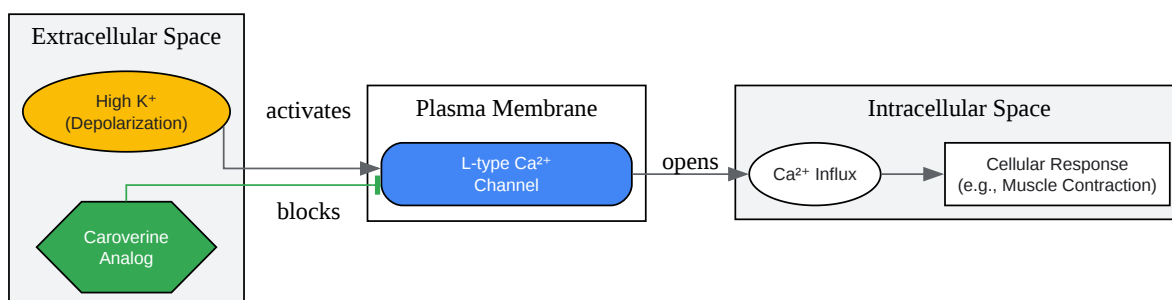 Extracellular Space
High K⁺
(Depolarization)
activates
Plasma Membrane
L-type Ca²⁺
Channel
blocks
Caroverine
Analog
opens
Intracellular Space
Ca²⁺ Influx
Cellular Response
(e.g., Muscle Contraction)